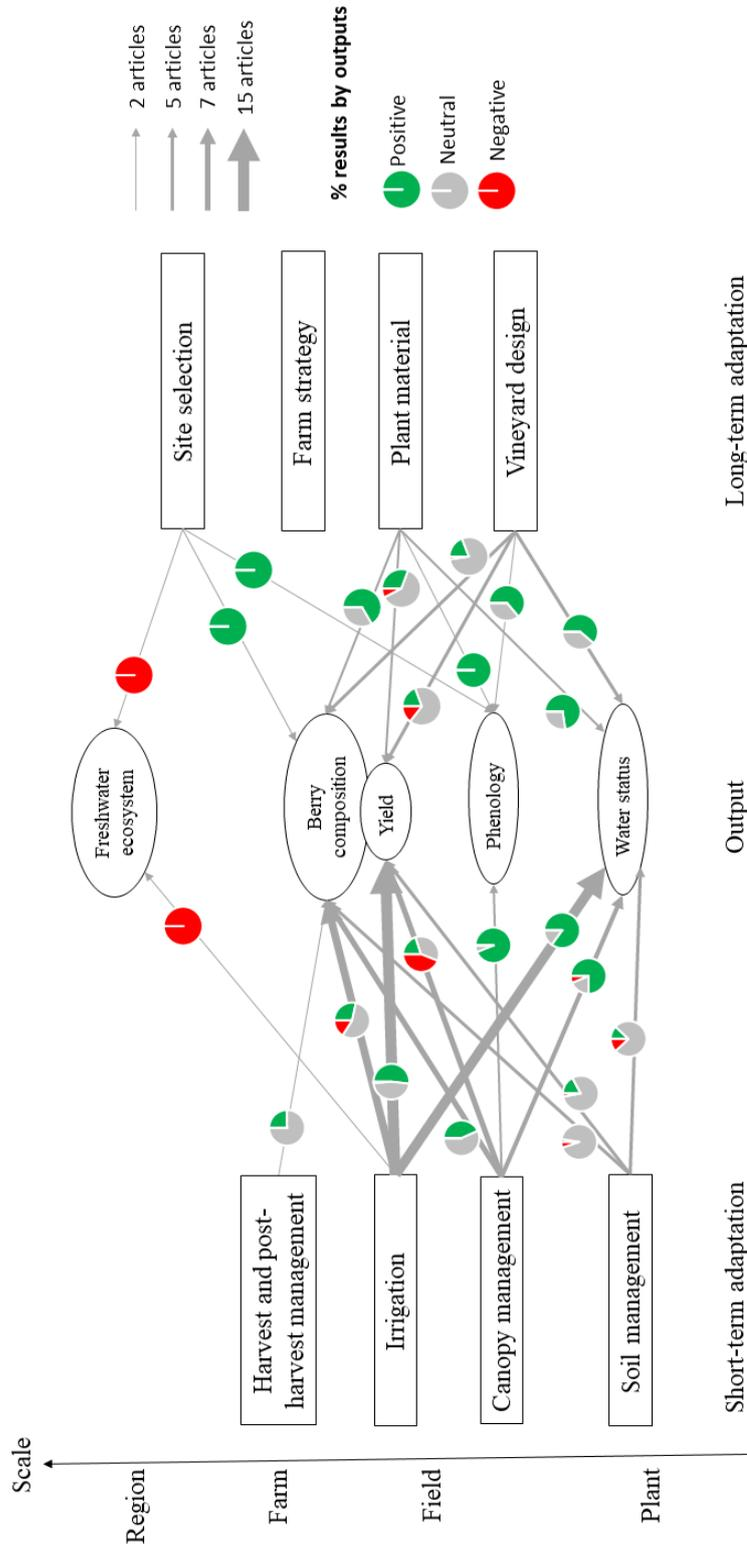 Scale
Region
Farm
Field
Plant
Harvest and post-
harvest management
Irrigation
Canopy management
Soil management
Short-term adaptation
Freshwater
ecosystem
Berry
composition
Yield
Phenology
Water status
Output
Site selection
Farm strategy
Plant material
Vineyard design
Long-term adaptation
2 articles
5 articles
7 articles
15 articles
% results by outputs
Positive
Neutral
Negative